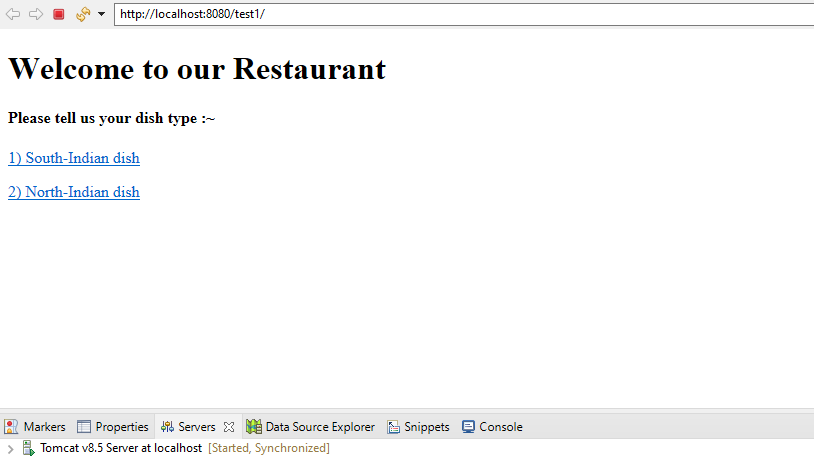 http://localhost:8080/test1/
Welcome to our Restaurant
Please tell us your dish type :~
1) South-Indian dish
2) North-Indian dish
Markers Properties Servers Data Source Explorer Snippets Console
Tomcat v8.5 Server at localhost [Started, Synchronized]